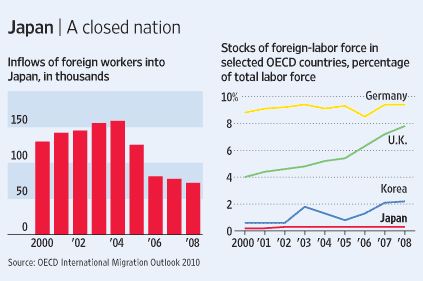 Japan | A closed nation
Inflows of foreign workers into
Japan, in thousands
150
100
50
0
2000 '02 '04 '06 '08
Stocks of foreign-labor force in
selected OECD countries, percentage
of total labor force
10%
8
6
4
2
0
Germany
U.K.
Korea
Japan
2000 '01 '02 '03 '04 '05 '06 '07 '08
Source: OECD International Migration Outlook 2010